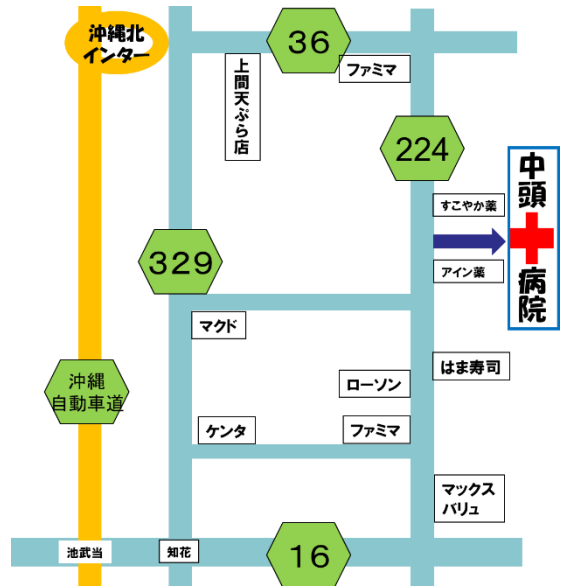 沖縄北
インター
36
上間天ぷら店
ファミマ
224
中頭
病院
すこやか薬
アイン薬
329
マクド
はま寿司
ローソン
沖縄
自動車道
ケンタ
ファミマ
マックス
バリュ
池武当
知花
16